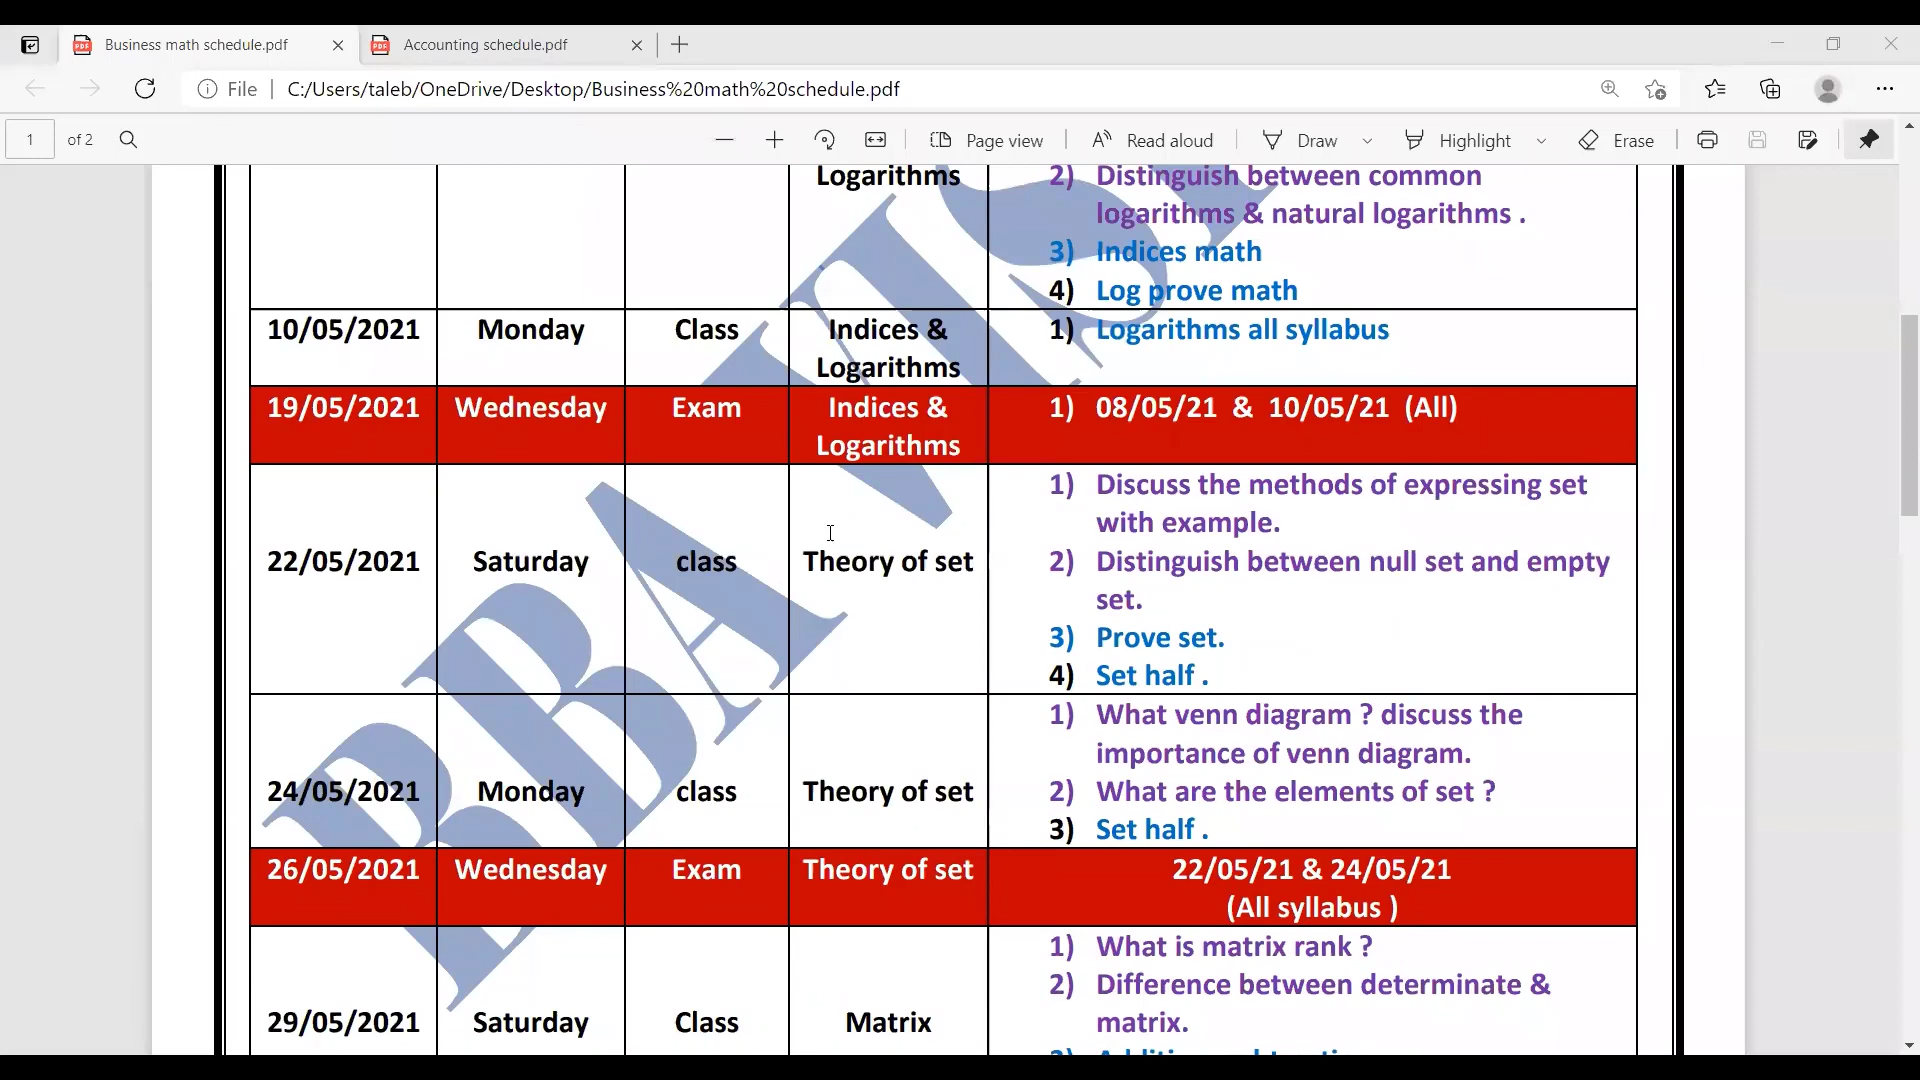 Business math schedule.pdf
Accounting schedule.pdf
File
C:/Users/taleb/OneDrive/Desktop/Business%20math%20schedule.pdf
1 of 2
Page view
Read aloud
Draw
Highlight
Erase
Logarithms
2) Distinguish between common
logarithms & natural logarithms .
3) Indices math
4) Log prove math
10/05/2021 Monday Class Indices &
Logarithms
1) Logarithms all syllabus
19/05/2021 Wednesday Exam Indices &
Logarithms
1) 08/05/21 & 10/05/21 (All)
22/05/2021 Saturday class Theory of set
1) Discuss the methods of expressing set
with example.
2) Distinguish between null set and empty
set.
3) Prove set.
4) Set half .
24/05/2021 Monday class Theory of set
1) What venn diagram ? discuss the
importance of venn diagram.
2) What are the elements of set ?
3) Set half .
26/05/2021 Wednesday Exam Theory of set
22/05/21 & 24/05/21
(All syllabus )
29/05/2021 Saturday Class Matrix
1) What is matrix rank ?
2) Difference between determinate &
matrix.
BBA